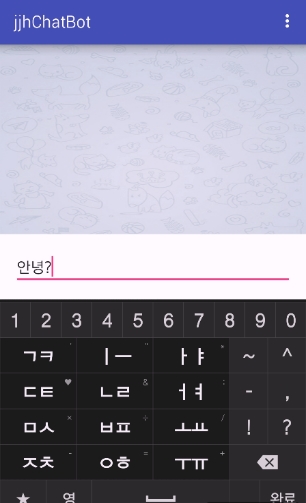 jjhChatBot
안녕?
1 2 3 4 5 6 7 8 9 0
ㄱㅋ ㅣㅡ ㅏㅑ ~ ^
ㄷㅌ ㄴㄹ ㅓㅕ - ,
ㅁㅅ ㅂㅍ ㅗㅛ ! ?
ㅈㅊ ㅇㅎ ㅜㅠ
★ 영 완료